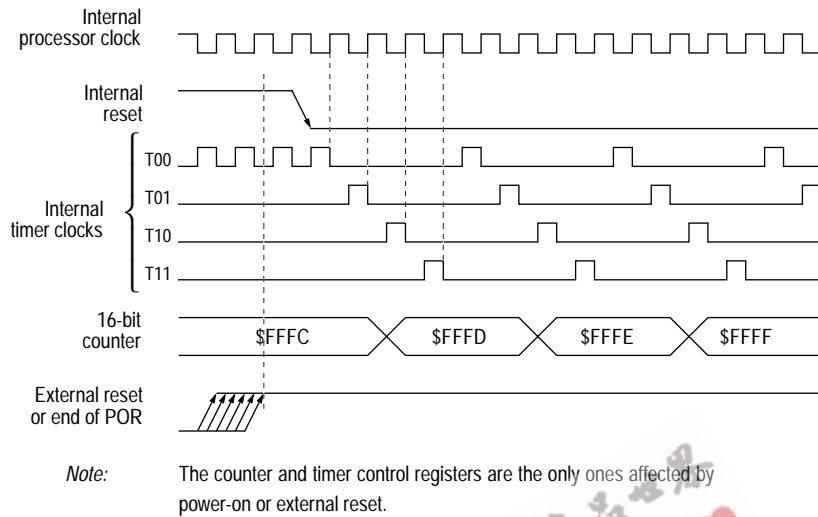 Internal
processor clock
Internal
reset
T00
T01
Internal
timer clocks
T10
T11
16-bit
counter
$FFFC
$FFFD
$FFFE
$FFFF
External reset
or end of POR
Note:
The counter and timer control registers are the only ones affected by
power-on or external reset.